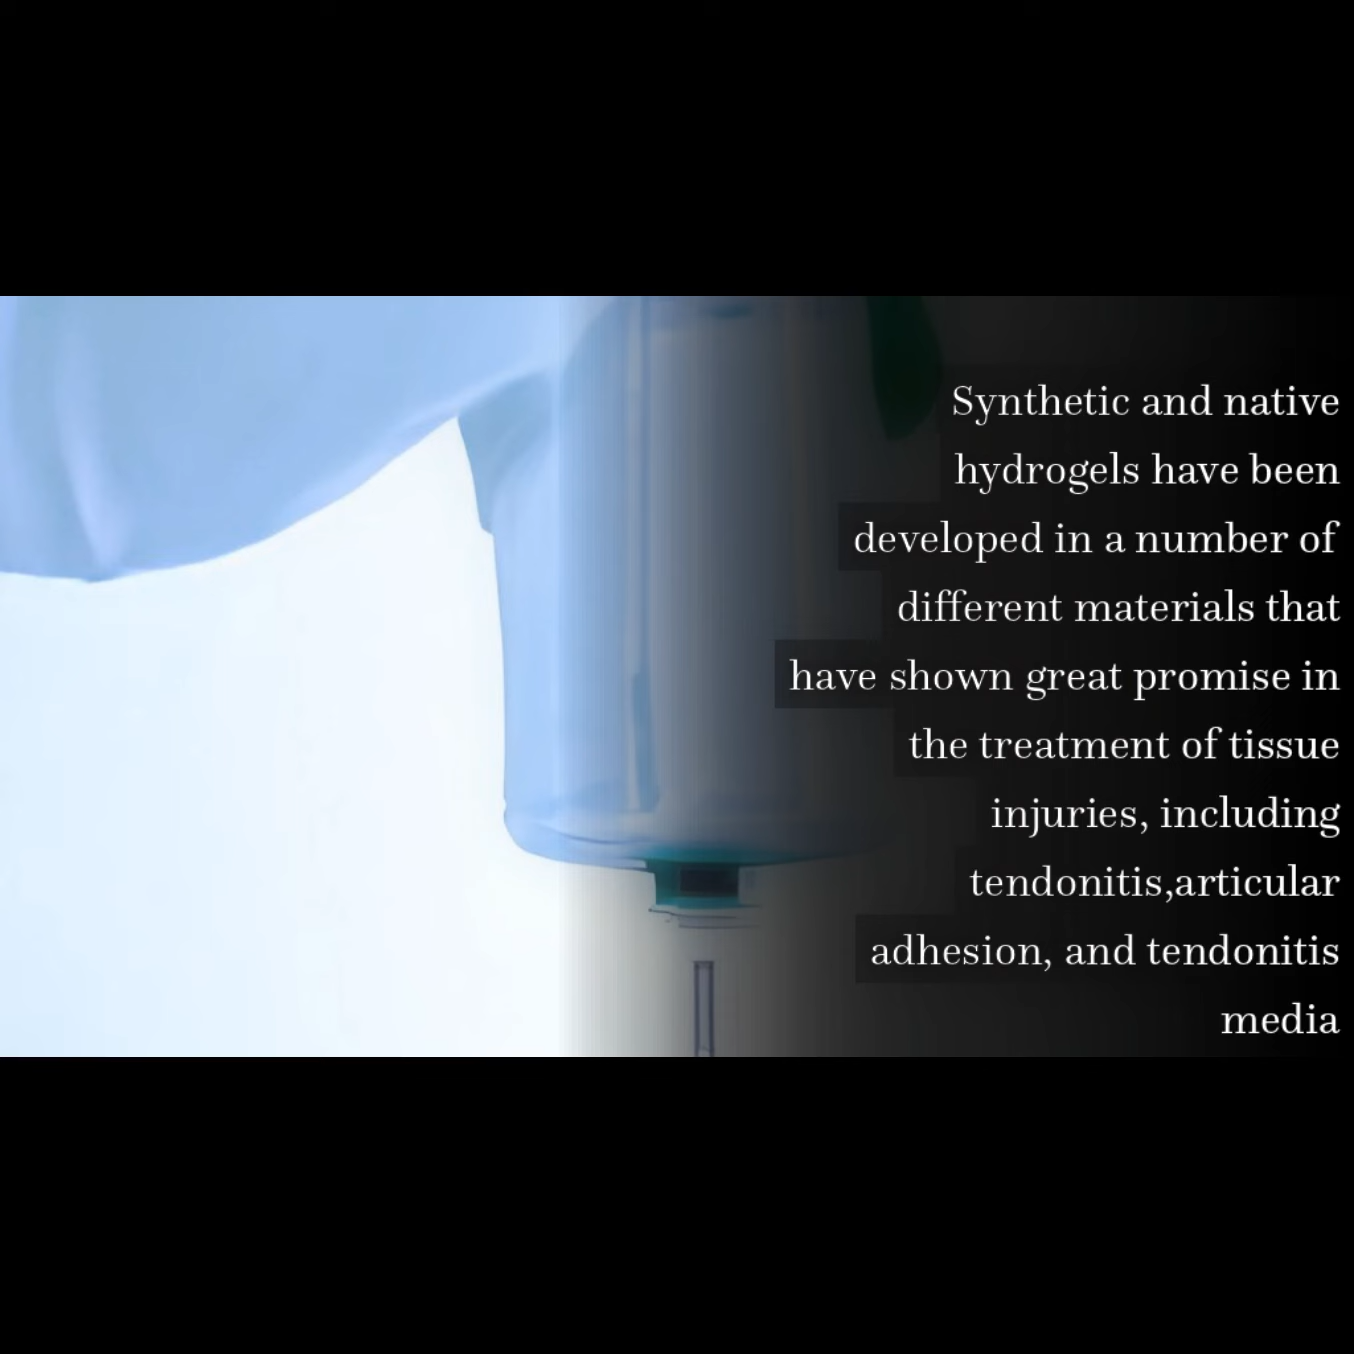 Synthetic and native
hydrogels have been
developed in a number of
different materials that
have shown great promise in
the treatment of tissue
injuries, including
tendonitis,articular
adhesion, and tendonitis
media